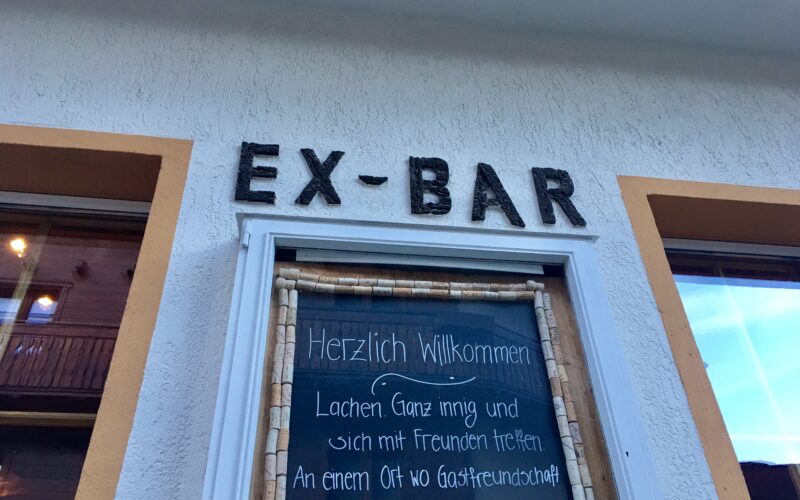 EX-BAR
Herzlich Willkommen
Lachen. Ganz innig und
sich mit Freunden treffen.
An einem Ort wo Gastfreundschaft